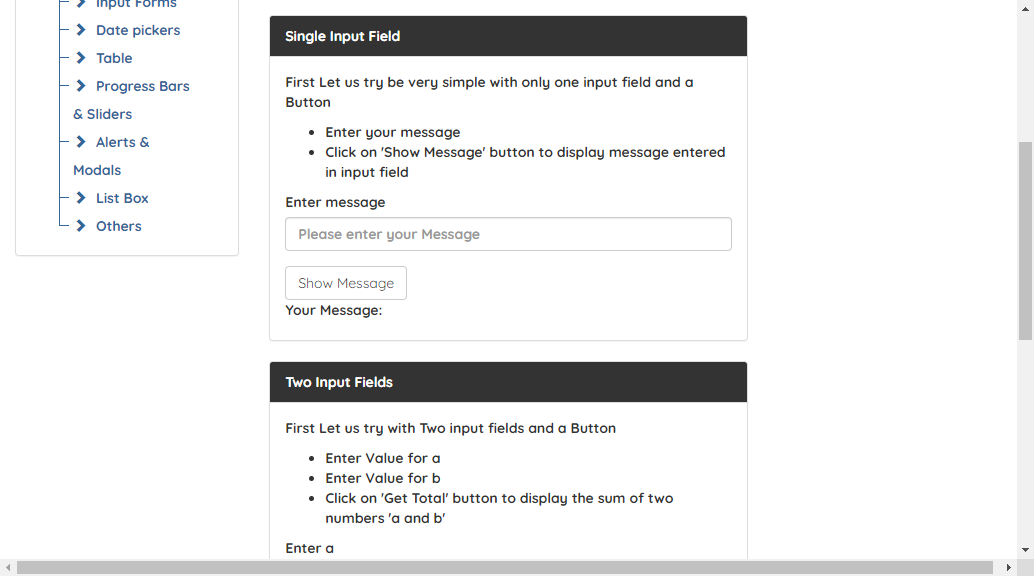 Input Forms
Date pickers
Table
Progress Bars
& Sliders
Alerts &
Modals
List Box
Others
Single Input Field
First Let us try be very simple with only one input field and a
Button
Enter your message
Click on 'Show Message' button to display message entered
in input field
Enter message
Please enter your Message
Show Message
Your Message:
Two Input Fields
First Let us try with Two input fields and a Button
Enter Value for a
Enter Value for b
Click on 'Get Total' button to display the sum of two
numbers 'a and b'
Enter a